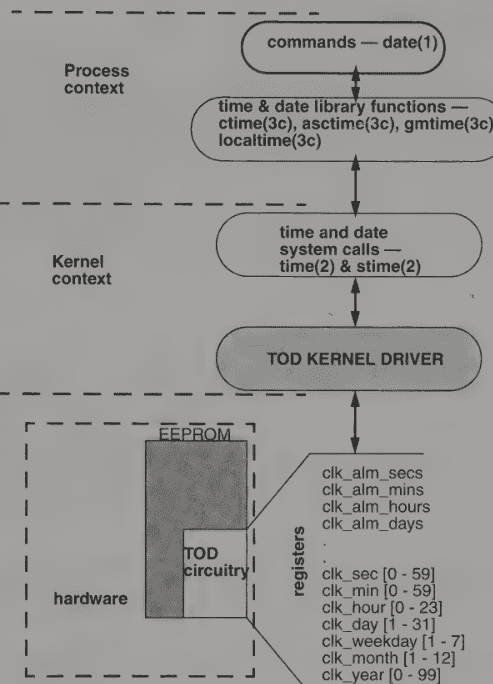 commands — date(1)
Process
context
time & date library functions —
ctime(3c), asctime(3c), gmtime(3c)
localtime(3c)
time and date
system calls —
time(2) & stime(2)
Kernel
context
TOD KERNEL DRIVER
EEPROM
TOD
circuitry
hardware
registers
clk_alm_secs
clk_alm_mins
clk_alm_hours
clk_alm_days
.
.
clk_sec [0 - 59]
clk_min [0 - 59]
clk_hour [0 - 23]
clk_day [1 - 31]
clk_weekday [1 - 7]
clk_month [1 - 12]
clk_year [0 - 99]